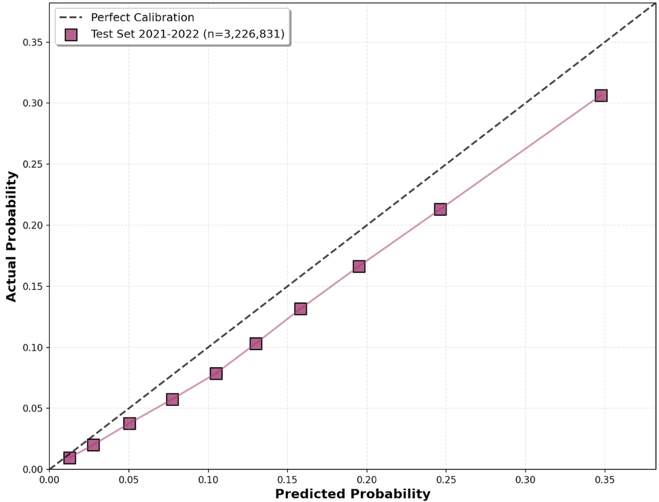 Perfect Calibration
Test Set 2021-2022 (n=3,226,831)
Actual Probability
0.35
0.30
0.25
0.20
0.15
0.10
0.05
0.00
0.00 0.05 0.10 0.15 0.20 0.25 0.30 0.35
Predicted Probability